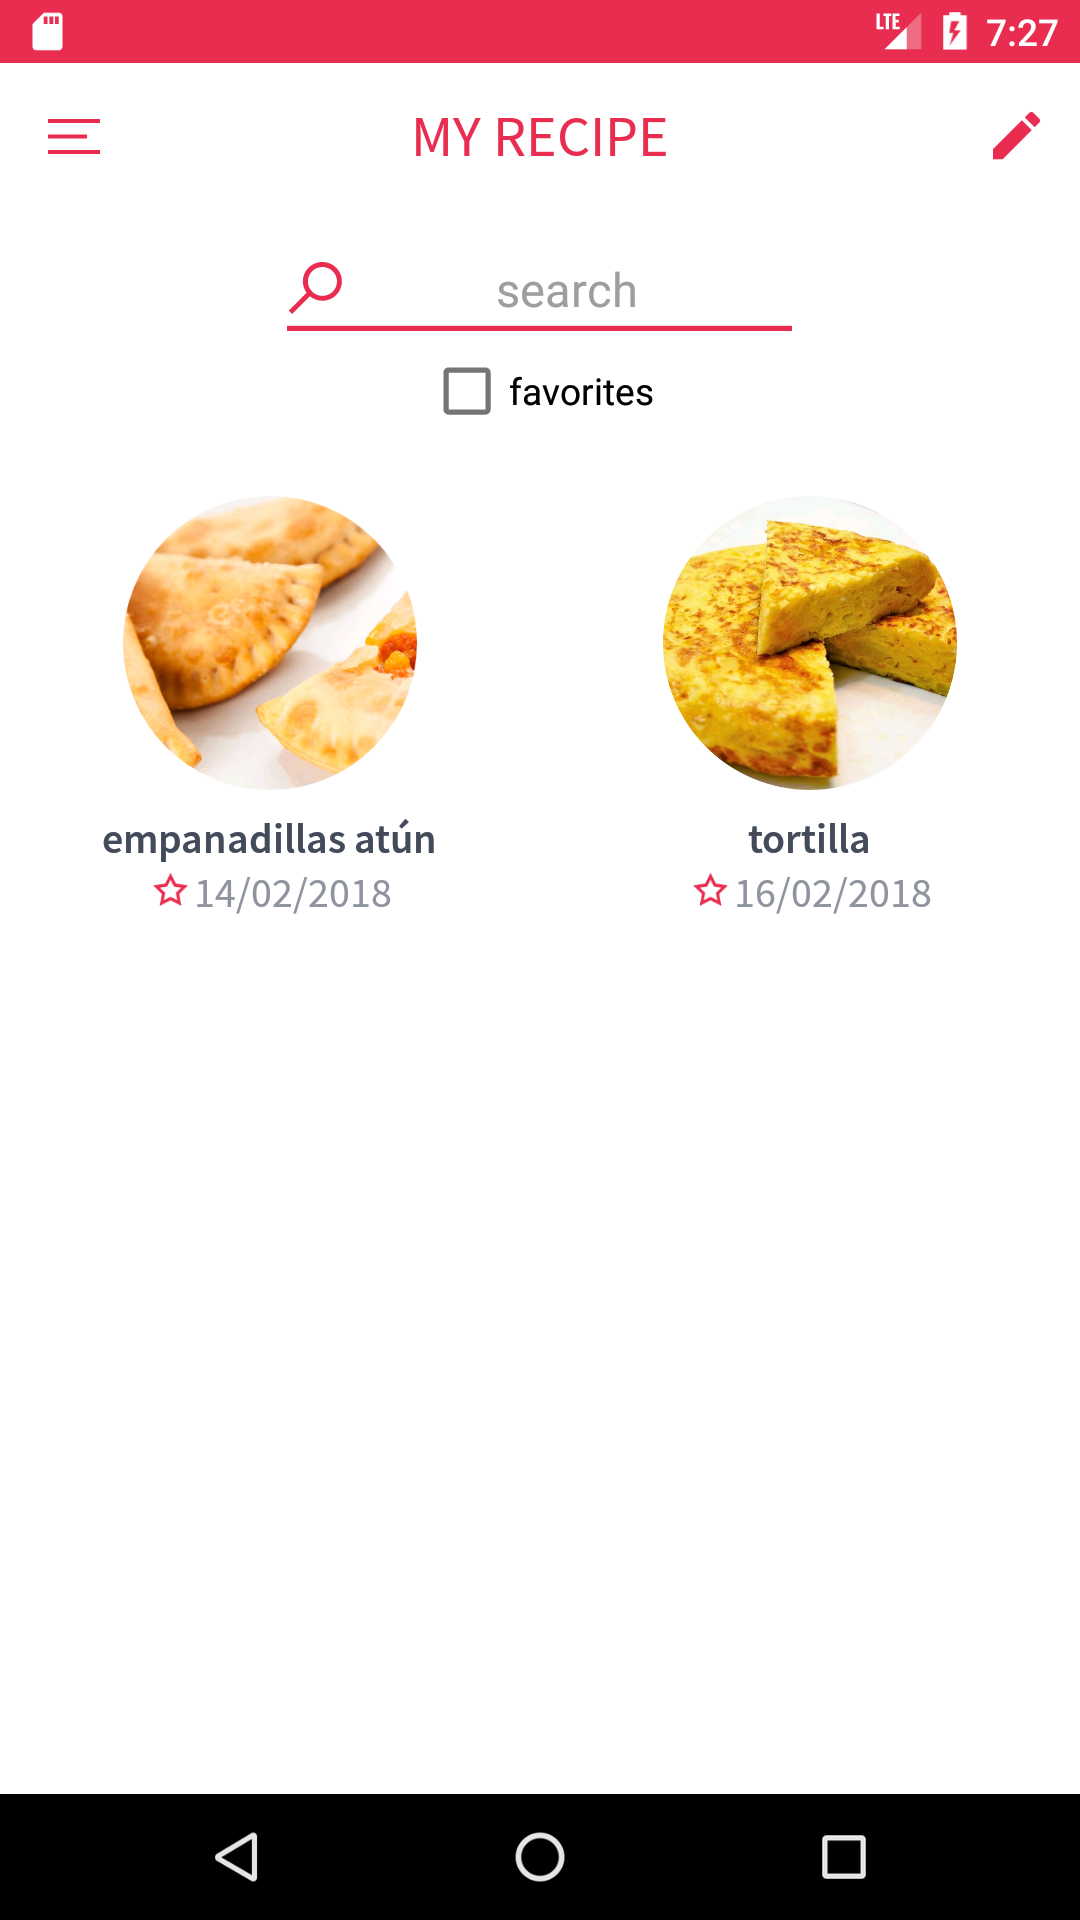 LTE 7:27
MY RECIPE
search
favorites
empanadillas atún
14/02/2018
tortilla
16/02/2018